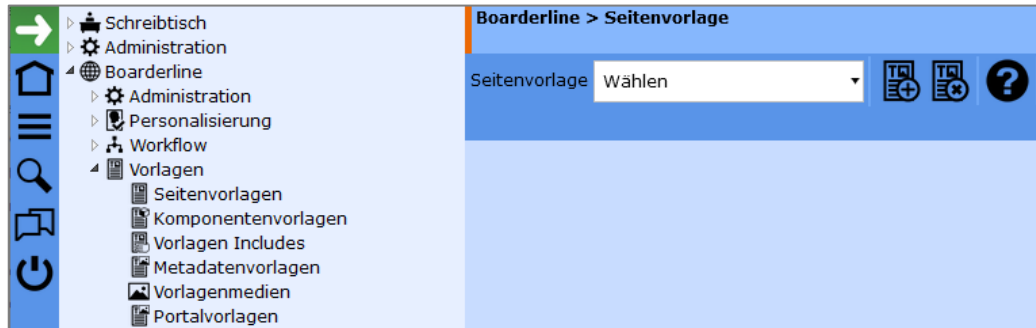 Schreibtisch
Administration
Boarderline
Administration
Personalisierung
Workflow
Vorlagen
Seitenvorlagen
Komponentenvorlagen
Vorlagen Includes
Metadatenvorlagen
Vorlagenmedien
Portalvorlagen
Boarderline > Seitenvorlage
Seitenvorlage Wählen